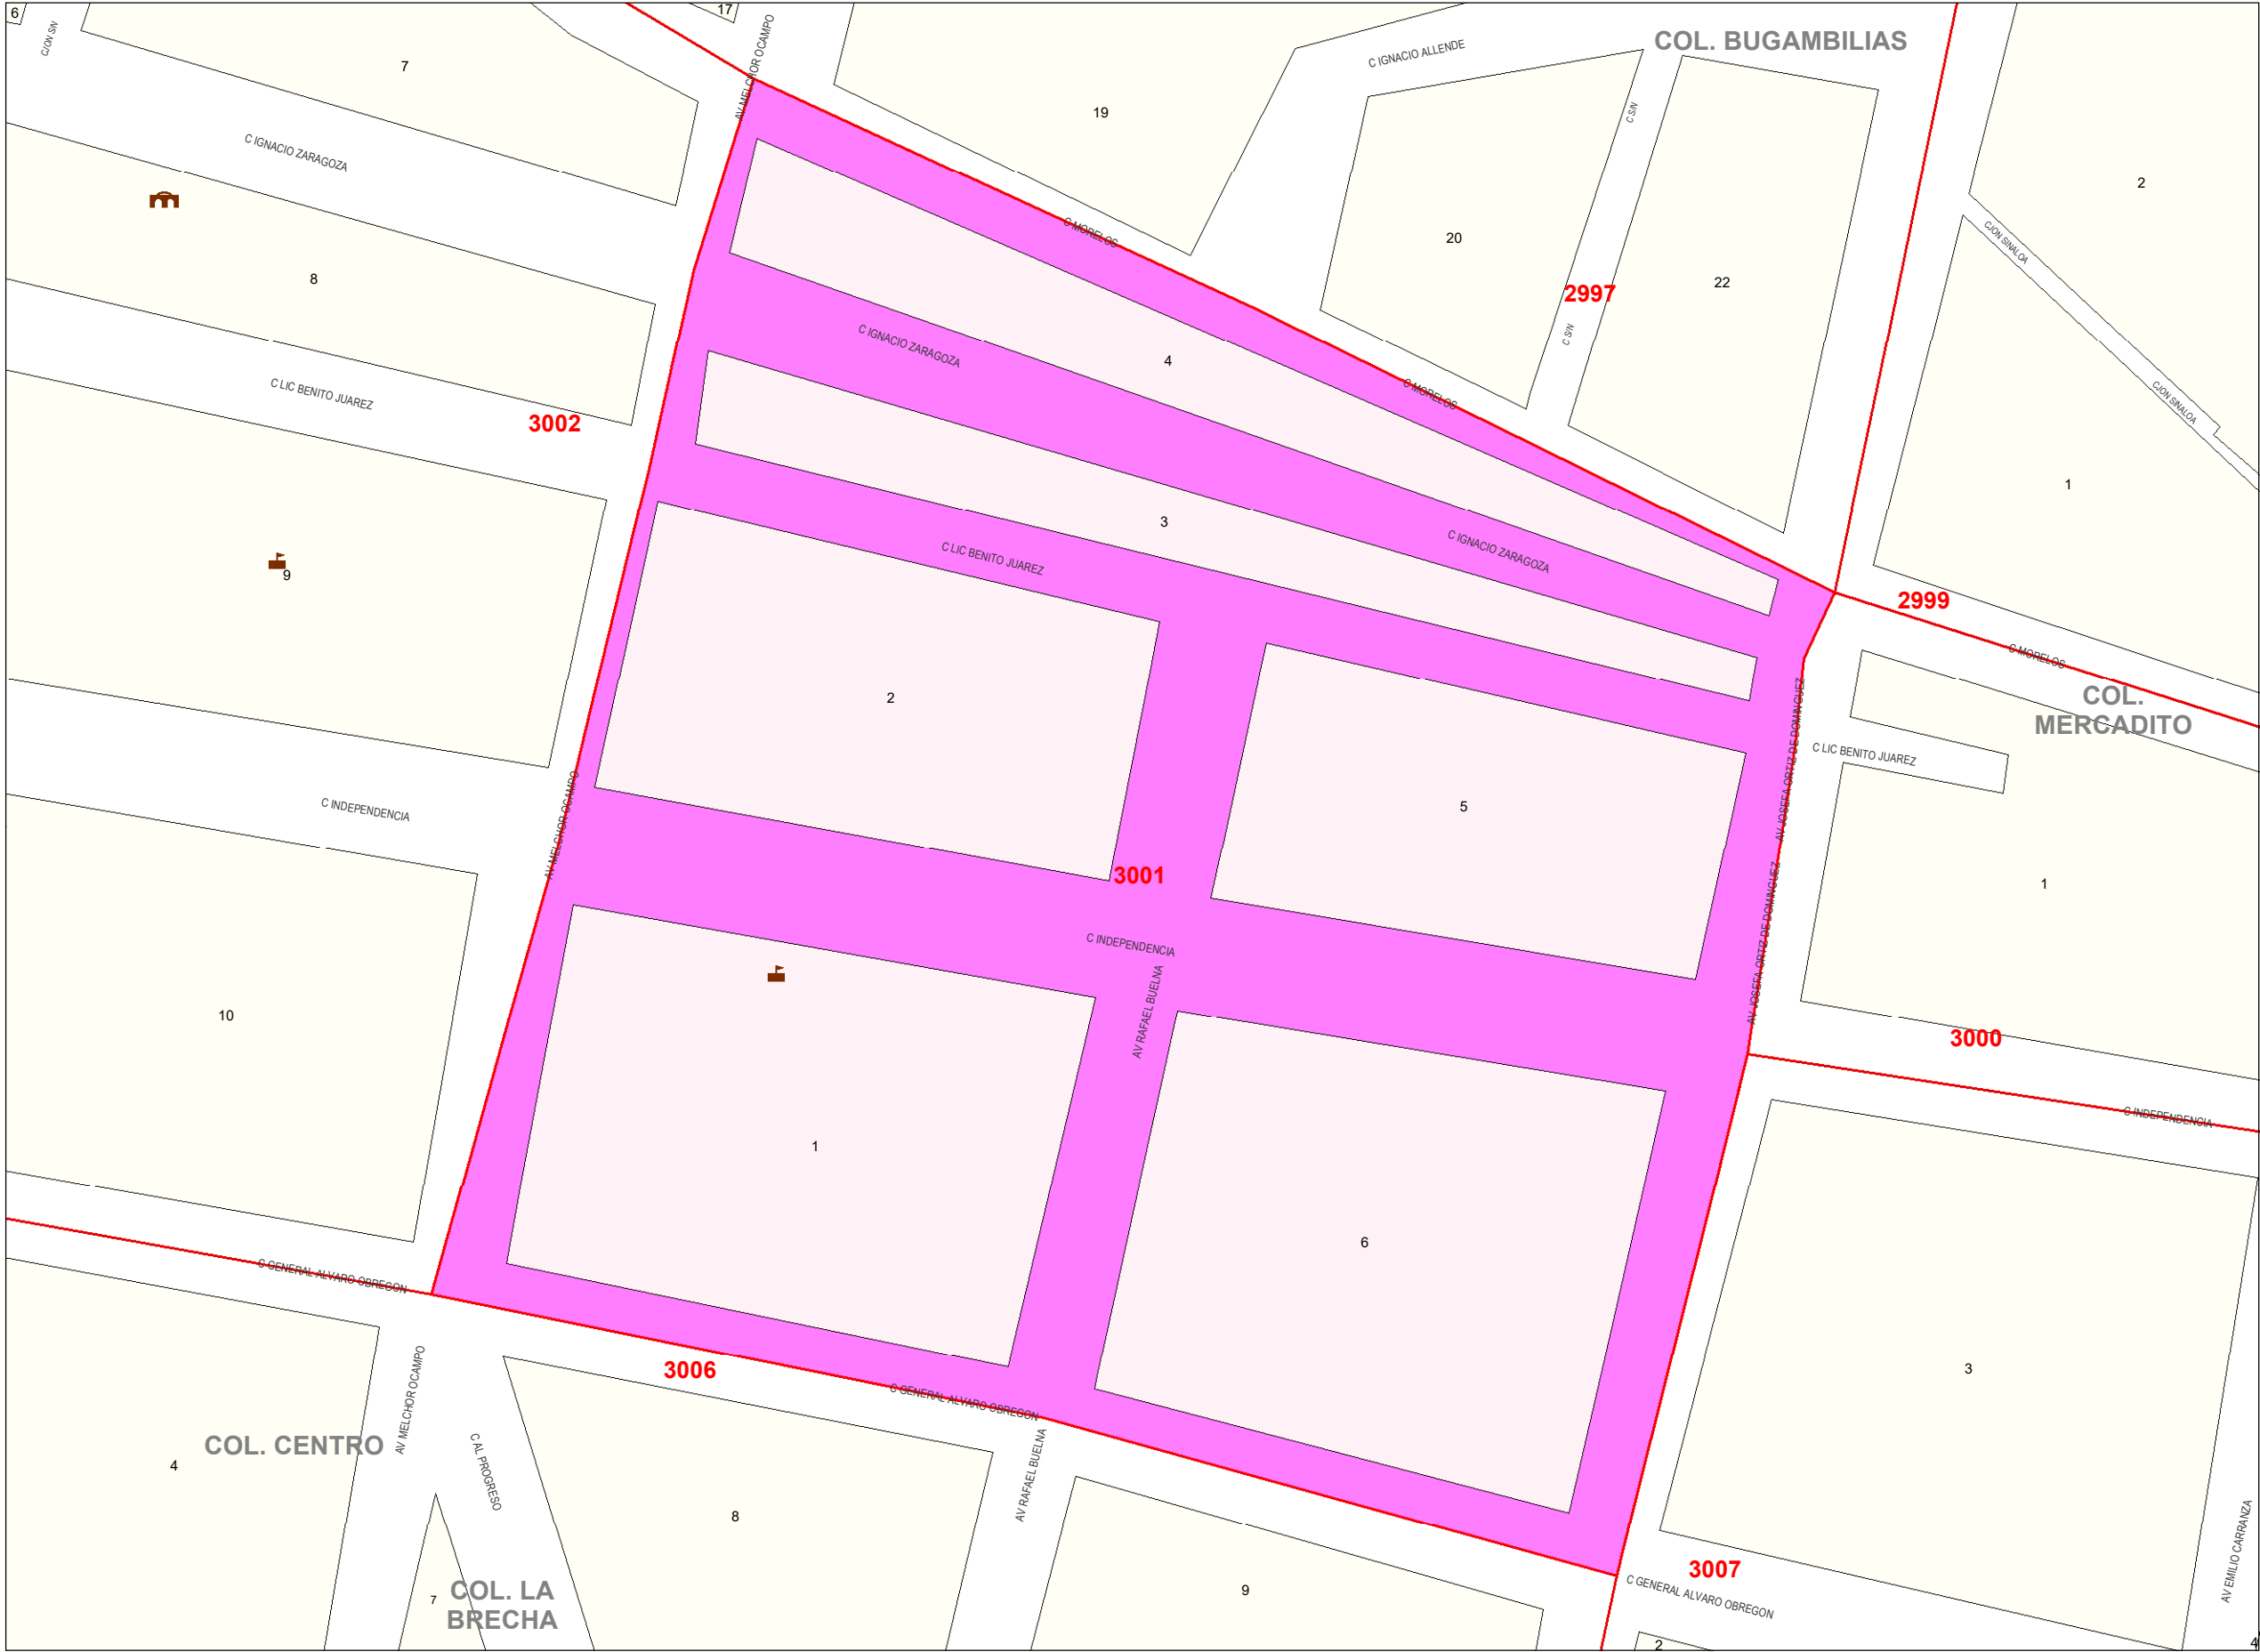 6
CJON SN
17
AV MELCHOR OCAMPO
7
C IGNACIO ALLENDE
COL. BUGAMBILIAS
19
C S/N
C IGNACIO ZARAGOZA
2
C MORELOS
20
CJON SINALOA
8
22
2997
C IGNACIO ZARAGOZA
C S/N
4
C LIC BENITO JUAREZ
C MORELOS
CJON SINALOA
3002
1
3
C IGNACIO ZARAGOZA
C LIC BENITO JUAREZ
9
2999
C MORELOS
COL.
MERCADITO
2
AV JOSEFA ORTIZ DE DOMINGUEZ
C LIC BENITO JUAREZ
C INDEPENDENCIA
AV MELCHOR OCAMPO
5
3001
1
C INDEPENDENCIA
AV JOSEFA ORTIZ DE DOMINGUEZ
10
AV RAFAEL BUELNA
3000
C INDEPENDENCIA
1
6
C GENERAL ALVARO OBREGON
3006
3
C GENERAL ALVARO OBREGON
AV MELCHOR OCAMPO
COL. CENTRO
4
C AL PROGRESO
AV RAFAEL BUELNA
8
AV EMILIO CARRANZA
3007
C GENERAL ALVARO OBREGON
7
COL. LA
BRECHA
9
2
4